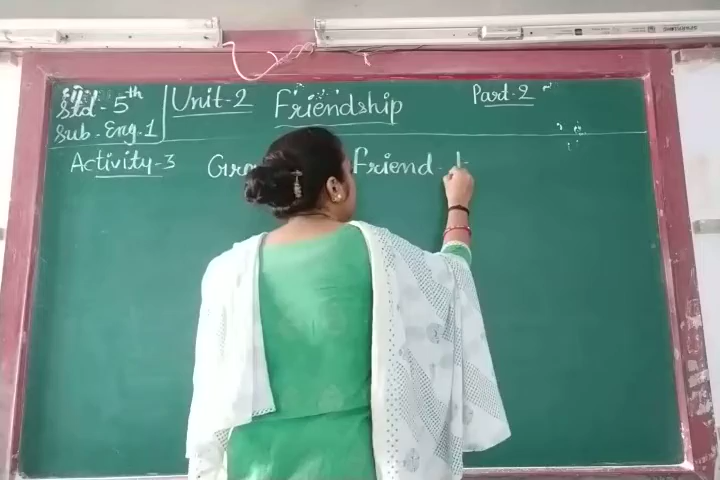 Std - 5th
Sub - Eng. 1
Unit - 2
Friendship
Part - 2
Activity - 3
Friend -